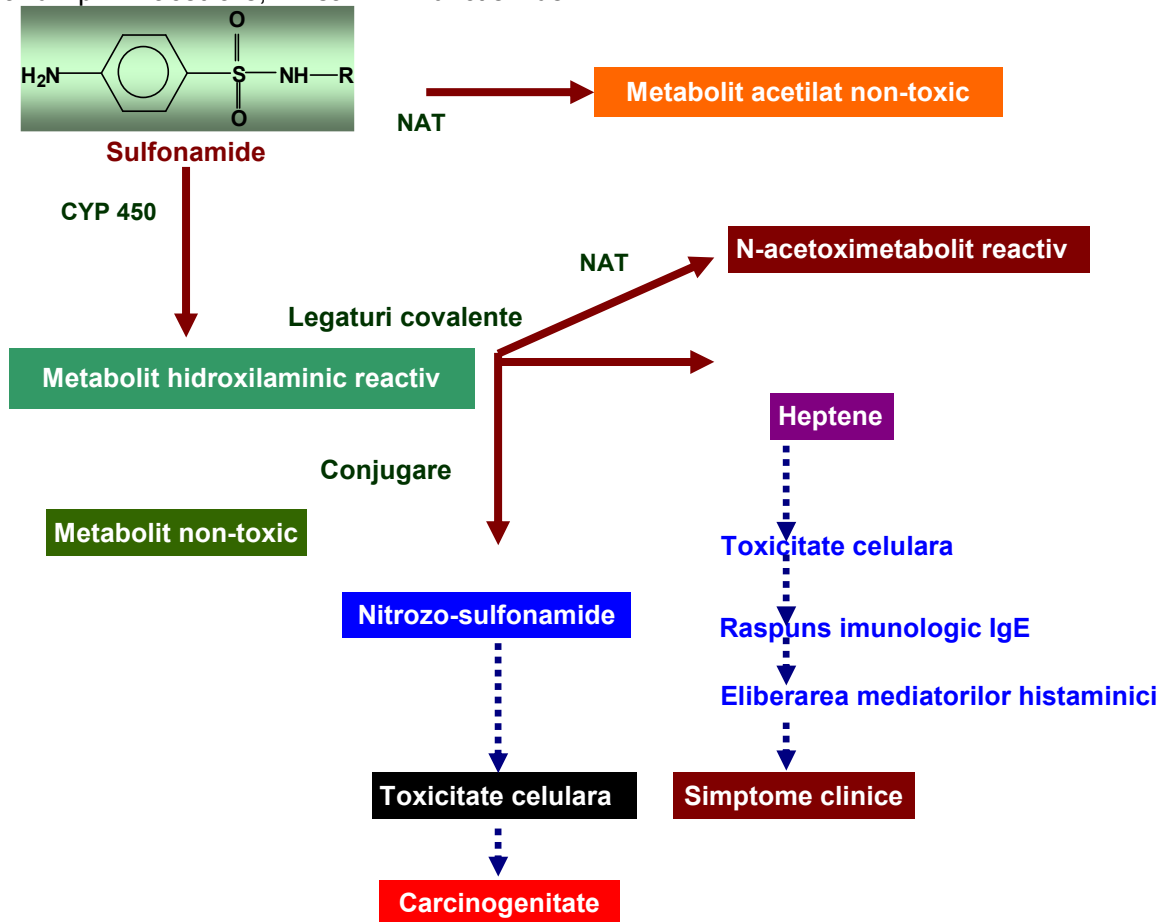 O
H2N
S
NH
R
O
Sulfonamide
NAT
Metabolit acetilat non-toxic
CYP 450
NAT
N-acetoximetabolit reactiv
Legaturi covalente
Metabolit hidroxilaminic reactiv
Heptene
Conjugare
Metabolit non-toxic
Toxicitate celulara
Nitrozo-sulfonamide
Raspuns imunologic IgE
Eliberarea mediatorilor histaminici
Toxicitate celulara
Simptome clinice
Carcinogenitate